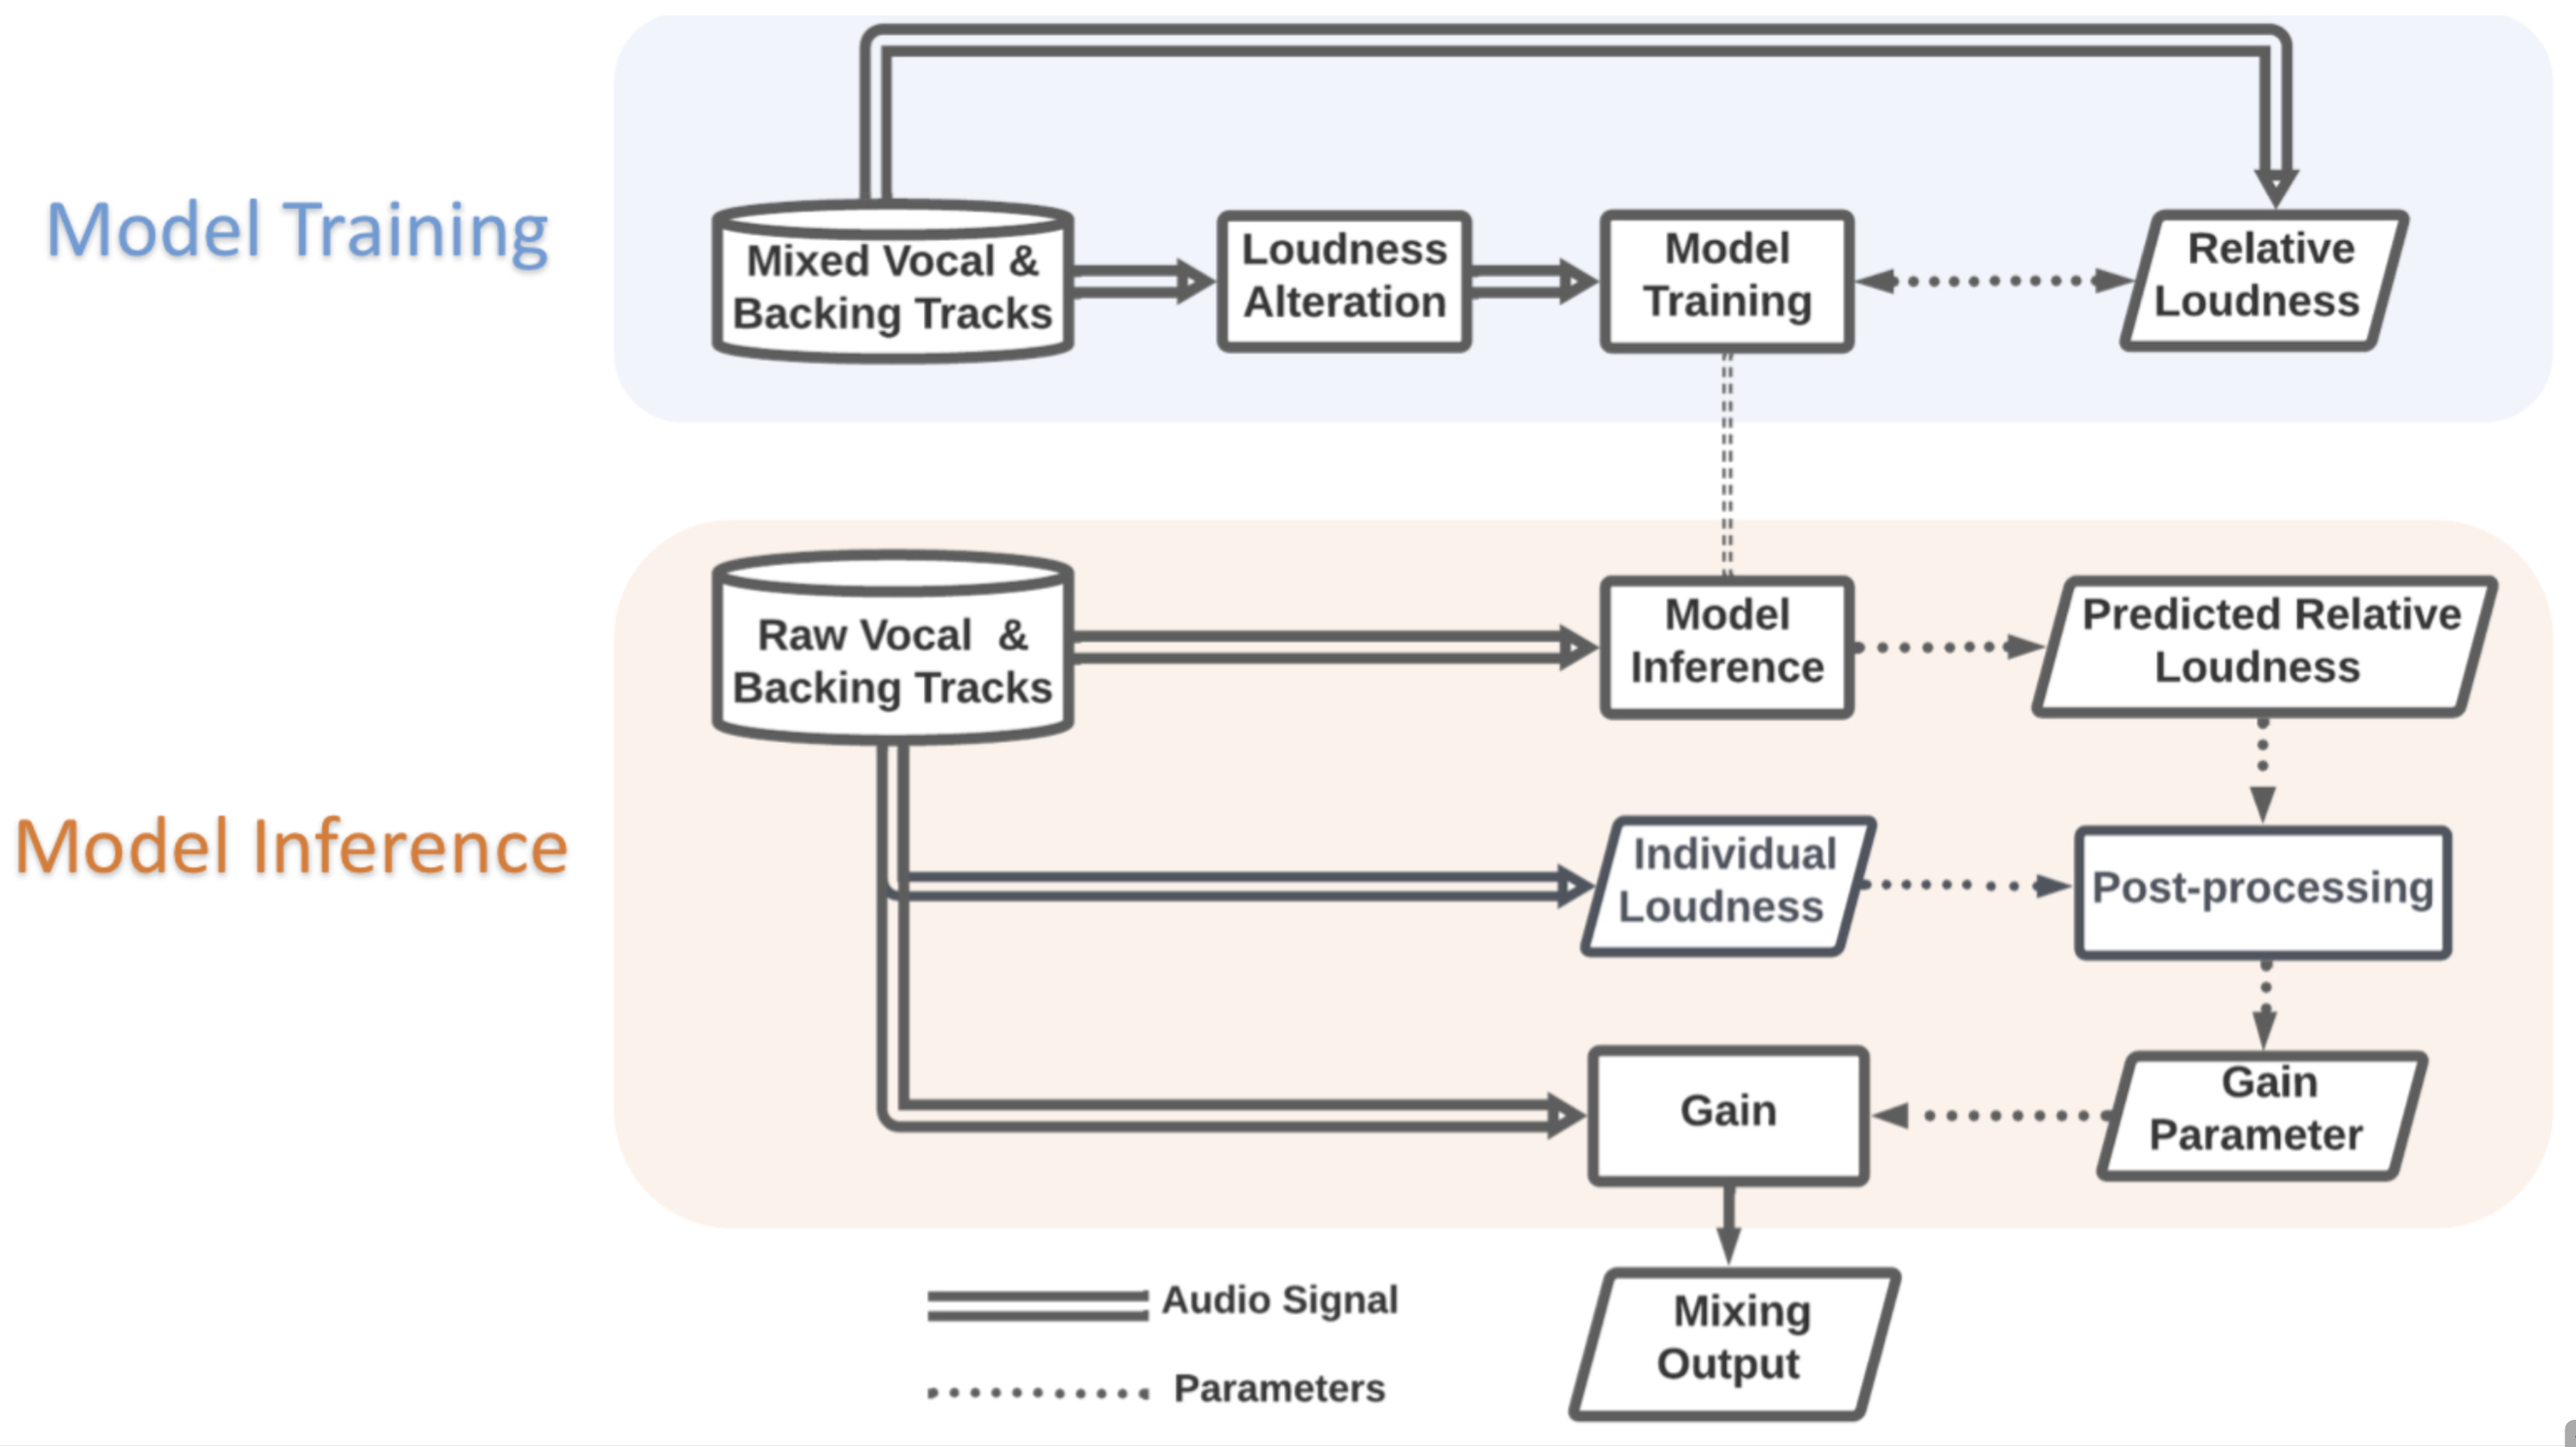 Model Training
Mixed Vocal &
Backing Tracks
Loudness
Alteration
Model
Training
Relative
Loudness
Model Inference
Raw Vocal &
Backing Tracks
Model
Inference
Predicted Relative
Loudness
Individual
Loudness
Post-processing
Gain
Gain
Parameter
Mixing
Output
Audio Signal
Parameters